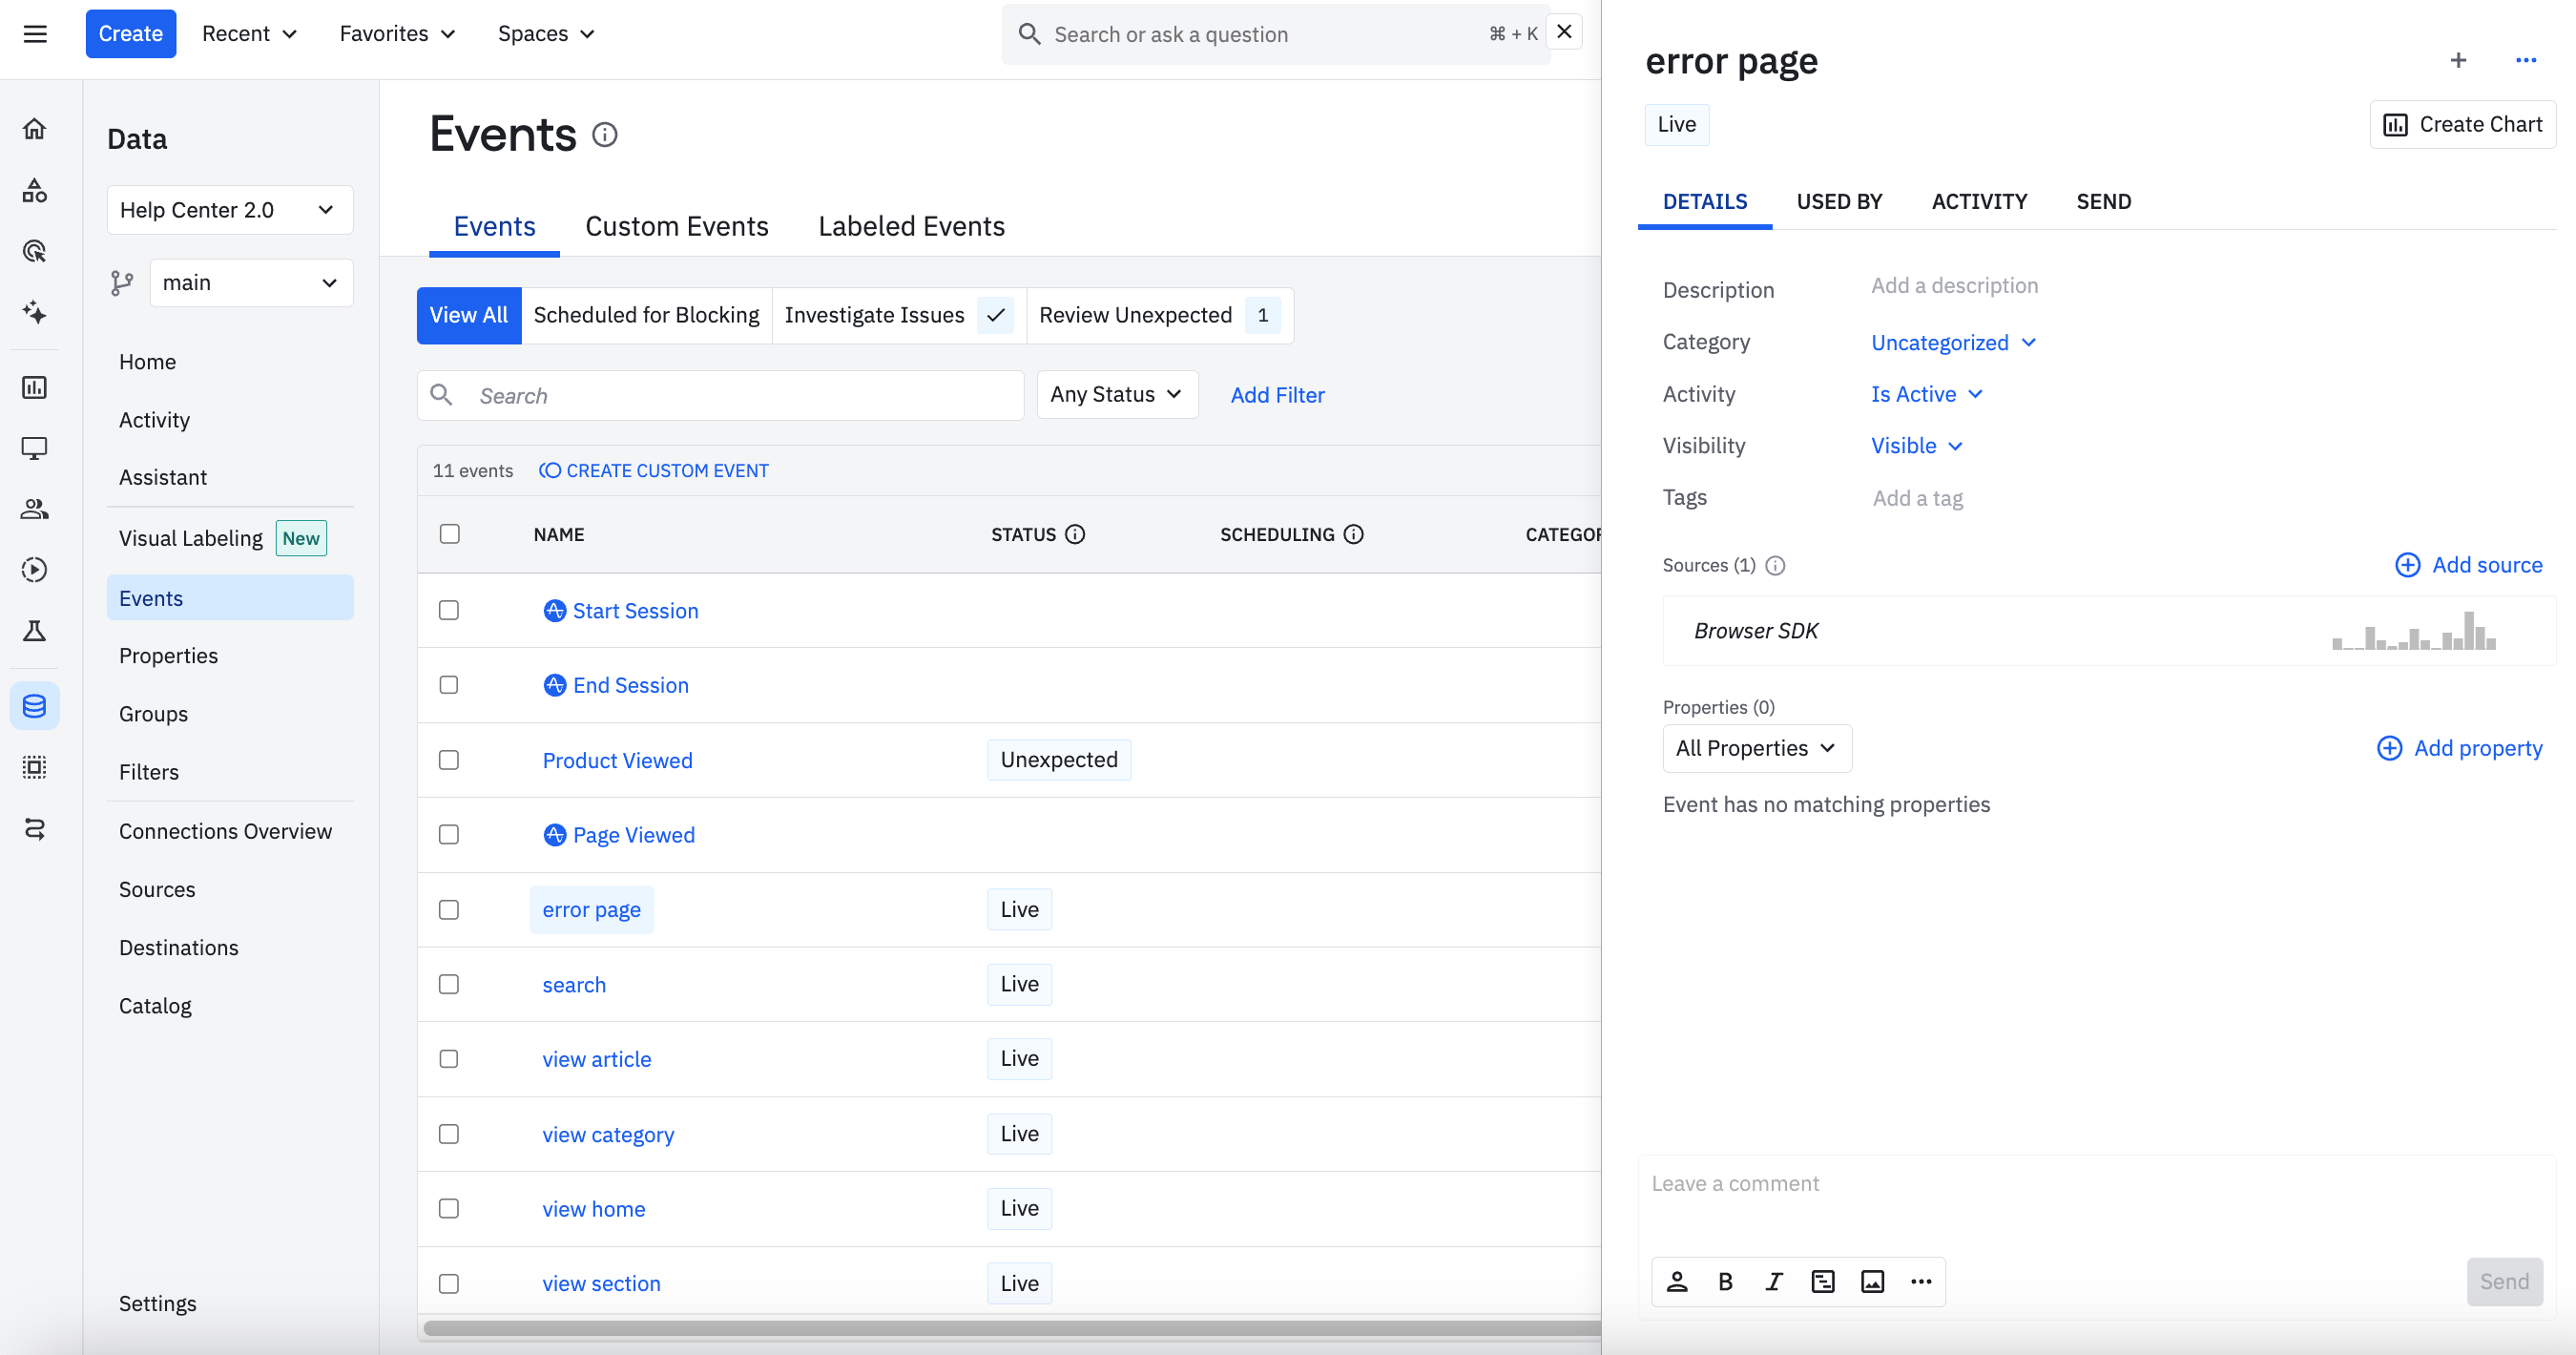 Create
Recent
Favorites
Spaces
Search or ask a question
⌘ + K
Data
Help Center 2.0
main
Home
Activity
Assistant
Visual Labeling New
Events
Properties
Groups
Filters
Connections Overview
Sources
Destinations
Catalog
Settings
Events
Events Custom Events Labeled Events
View All Scheduled for Blocking Investigate Issues Review Unexpected 1
Search Any Status Add Filter
11 events CREATE CUSTOM EVENT
NAME STATUS SCHEDULING CATEGOR
Start Session
End Session
Product Viewed Unexpected
Page Viewed
error page Live
search Live
view article Live
view category Live
view home Live
view section Live
error page
Live
Create Chart
DETAILS USED BY ACTIVITY SEND
Description Add a description
Category Uncategorized
Activity Is Active
Visibility Visible
Tags Add a tag
Sources (1) Add source
Browser SDK
Properties (0)
All Properties Add property
Event has no matching properties
Leave a comment
B I Send